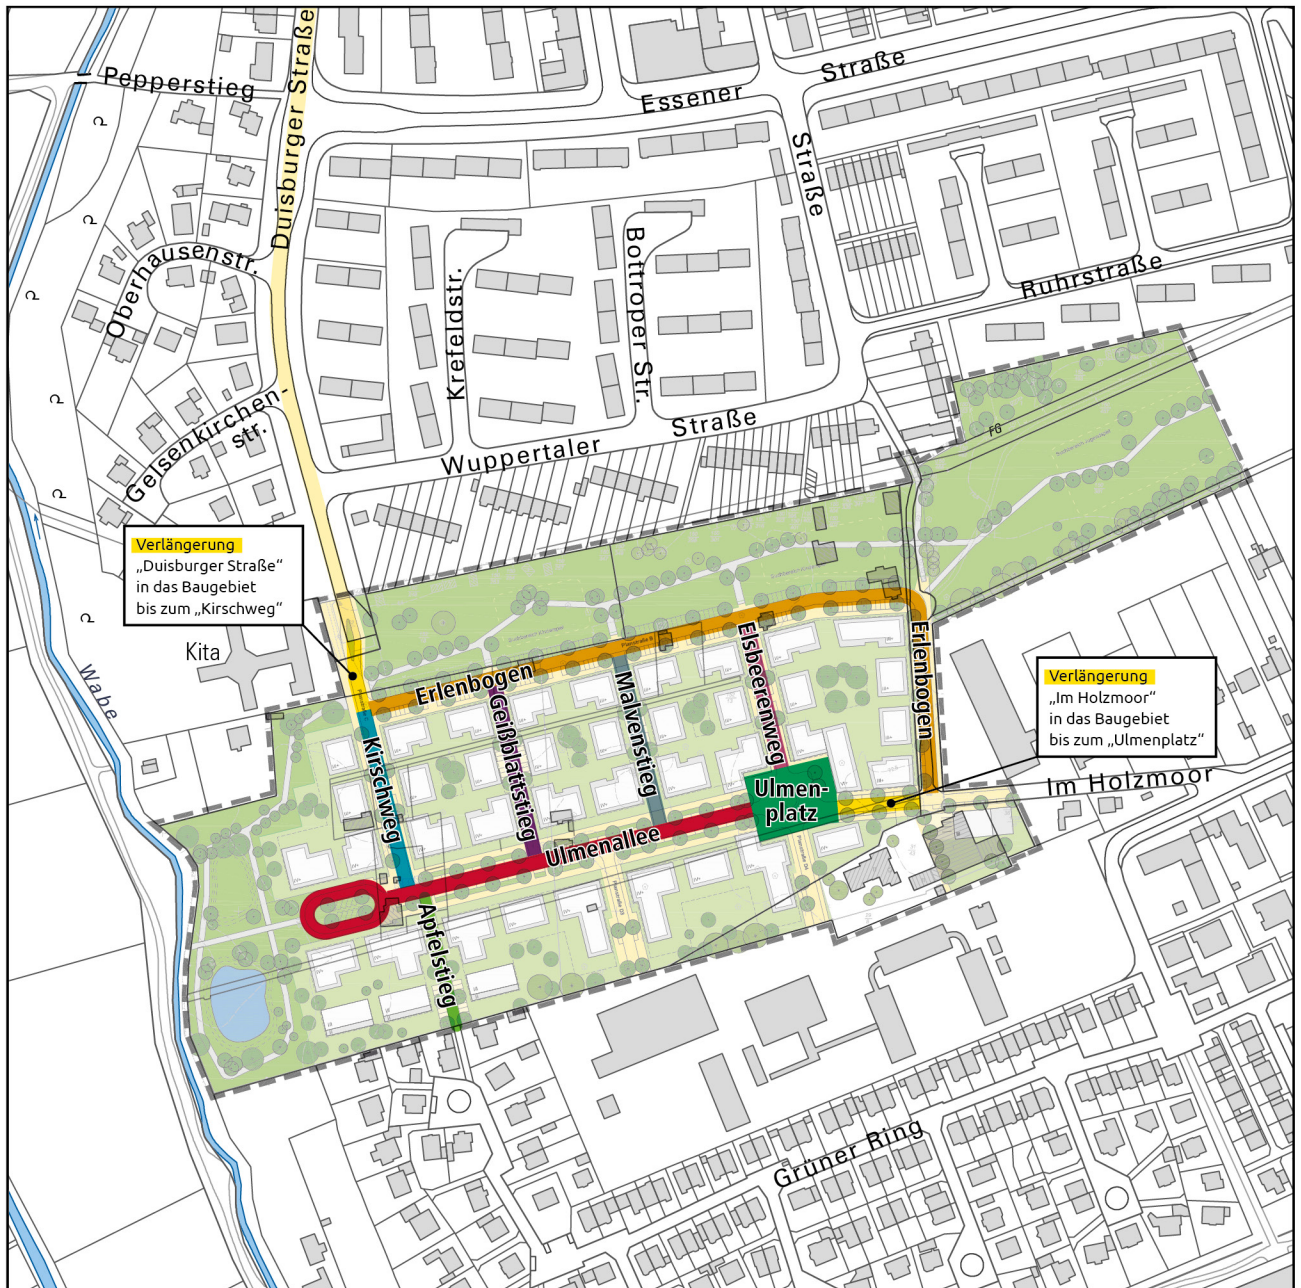 Pepperstieg
Duisburger Straße
Essener
Straße
Straße
Oberhausenstr.
Krefeldstr.
Bottroper Str.
Ruhrstraße
Gelsenkirchen-
str.
Wuppertaler
Straße
FG
Verlängerung
„Duisburger Straße“
in das Baugebiet
bis zum „Kirschweg“
Kita
Wabe
Erlenbogen
Geißblattstieg
Malvenstieg
Elsbeerenweg
Erlenbogen
Kirschweg
Verlängerung
„Im Holzmoor“
in das Baugebiet
bis zum „Ulmenplatz“
Im Holzmoor
Ulmen-
platz
Ulmenallee
Apfelstieg
Grüner Ring